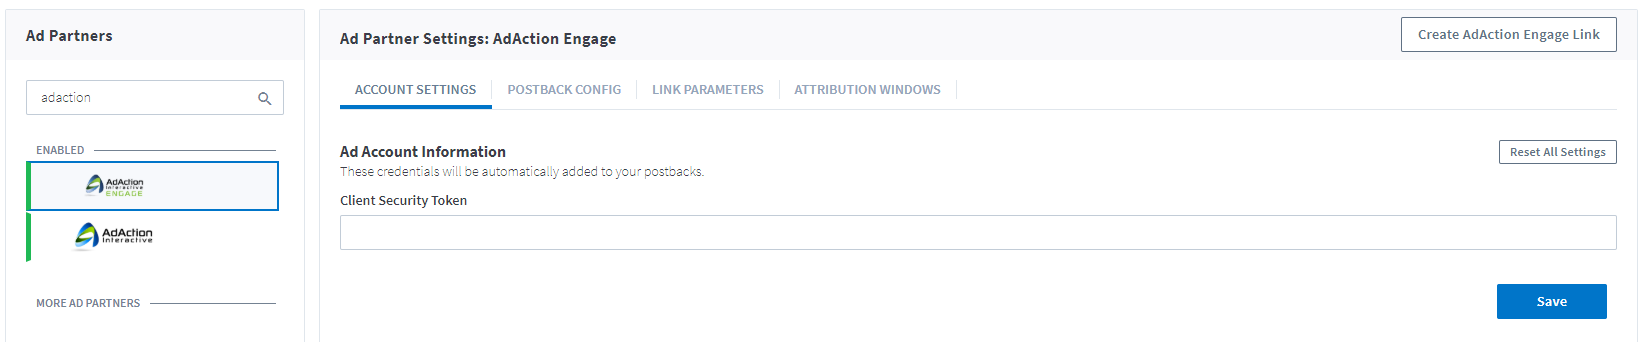 Ad Partners
adaction
ENABLED
AdAction
Interactive
ENGAGE
AdAction
Interactive
MORE AD PARTNERS
Ad Partner Settings: AdAction Engage
Create AdAction Engage Link
ACCOUNT SETTINGS
POSTBACK CONFIG
LINK PARAMETERS
ATTRIBUTION WINDOWS
Ad Account Information
Reset All Settings
These credentials will be automatically added to your postbacks.
Client Security Token
Save